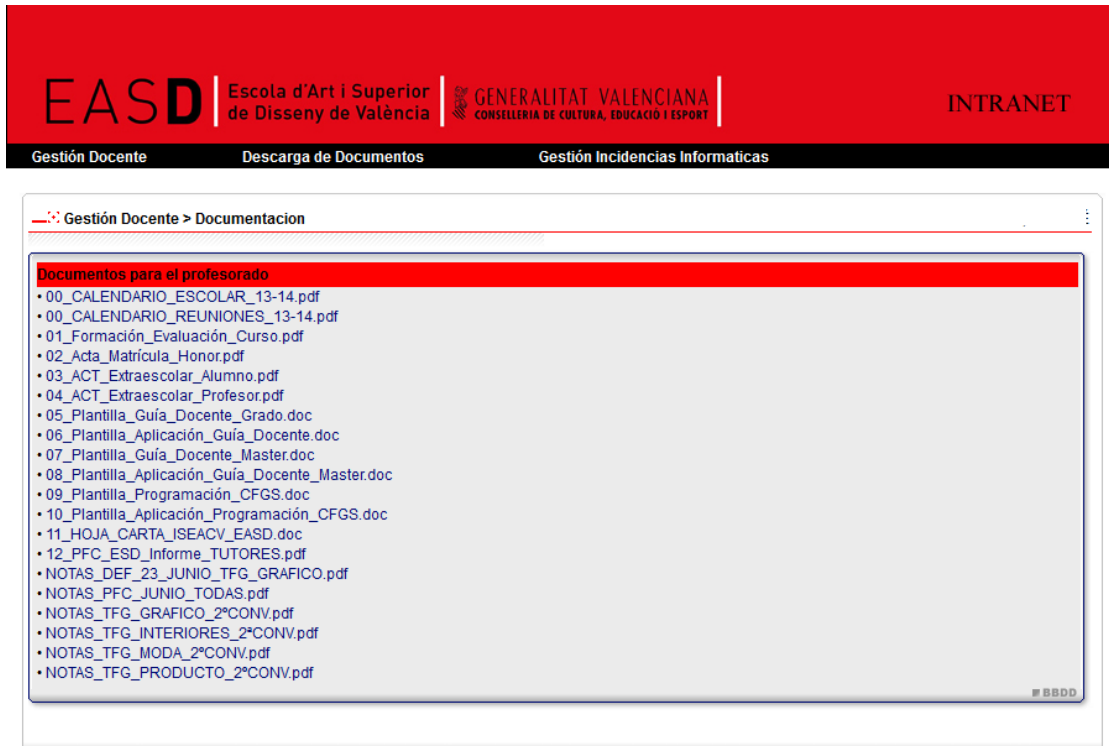 EASD
Escola d'Art i Superior
de Disseny de València
GENERALITAT VALENCIANA
CONSELLERIA DE CULTURA, EDUCACIÓ I ESPORT
INTRANET
Gestión Docente Descarga de Documentos Gestión Incidencias Informaticas
Gestión Docente > Documentacion
Documentos para el profesorado
• 00_CALENDARIO_ESCOLAR_13-14.pdf
• 00_CALENDARIO_REUNIONES_13-14.pdf
• 01_Formación_Evaluación_Curso.pdf
• 02_Acta_Matrícula_Honor.pdf
• 03_ACT_Extraescolar_Alumno.pdf
• 04_ACT_Extraescolar_Profesor.pdf
• 05_Plantilla_Guía_Docente_Grado.doc
• 06_Plantilla_Aplicación_Guía_Docente.doc
• 07_Plantilla_Guía_Docente_Master.doc
• 08_Plantilla_Aplicación_Guía_Docente_Master.doc
• 09_Plantilla_Programación_CFGS.doc
• 10_Plantilla_Aplicación_Programación_CFGS.doc
• 11_HOJA_CARTA_ISEACV_EASD.doc
• 12_PFC_ESD_Informe_TUTORES.pdf
• NOTAS_DEF_23_JUNIO_TFG_GRAFICO.pdf
• NOTAS_PFC_JUNIO_TODAS.pdf
• NOTAS_TFG_GRAFICO_2ºCONV.pdf
• NOTAS_TFG_INTERIORES_2ªCONV.pdf
• NOTAS_TFG_MODA_2ºCONV.pdf
• NOTAS_TFG_PRODUCTO_2ºCONV.pdf
BBDD